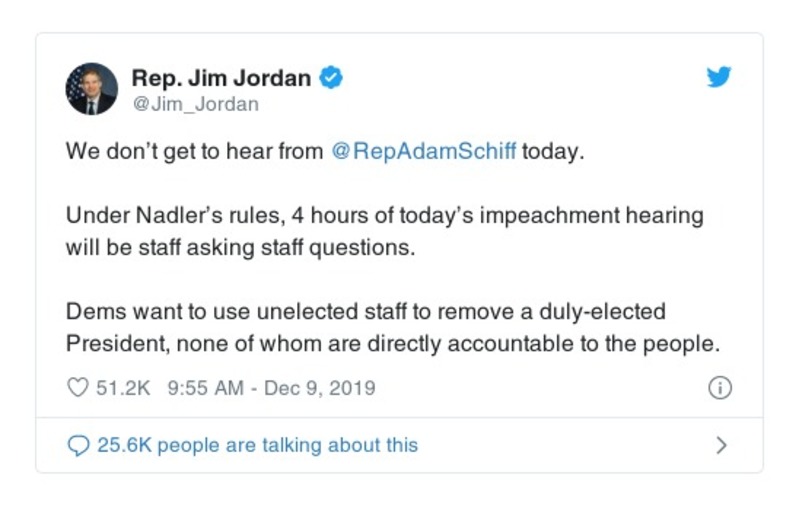 Rep. Jim Jordan
@Jim_Jordan
We don’t get to hear from @RepAdamSchiff today.
Under Nadler’s rules, 4 hours of today’s impeachment hearing
will be staff asking staff questions.
Dems want to use unelected staff to remove a duly-elected
President, none of whom are directly accountable to the people.
51.2K 9:55 AM - Dec 9, 2019
25.6K people are talking about this